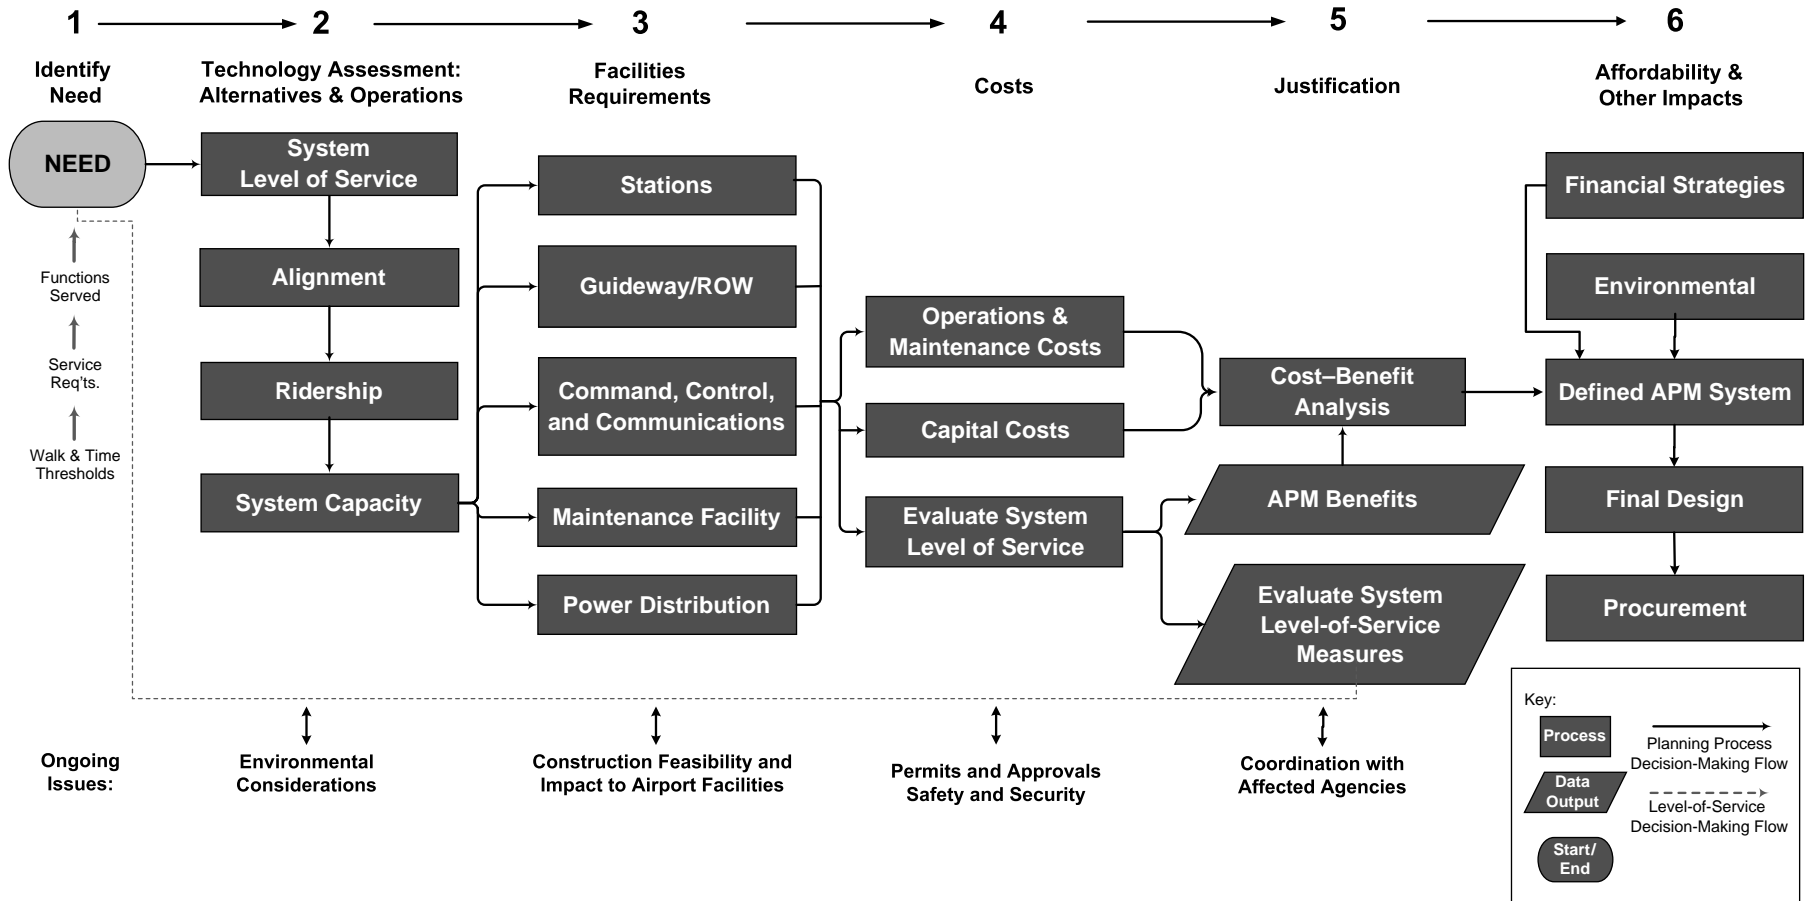 1
2
3
4
5
6
Identify
Need
Technology Assessment:
Alternatives & Operations
Facilities
Requirements
Costs
Justification
Affordability &
Other Impacts
NEED
Functions
Served
Service
Req'ts.
Walk & Time
Thresholds
System
Level of Service
Alignment
Ridership
System Capacity
Stations
Guideway/ROW
Command, Control,
and Communications
Maintenance Facility
Power Distribution
Operations &
Maintenance Costs
Capital Costs
Evaluate System
Level of Service
Cost–Benefit
Analysis
APM Benefits
Evaluate System
Level-of-Service
Measures
Financial Strategies
Environmental
Defined APM System
Final Design
Procurement
Ongoing
Issues:
Environmental
Considerations
Construction Feasibility and
Impact to Airport Facilities
Permits and Approvals
Safety and Security
Coordination with
Affected Agencies
Key:
Process
Planning Process
Decision-Making Flow
Data
Output
Level-of-Service
Decision-Making Flow
Start/
End